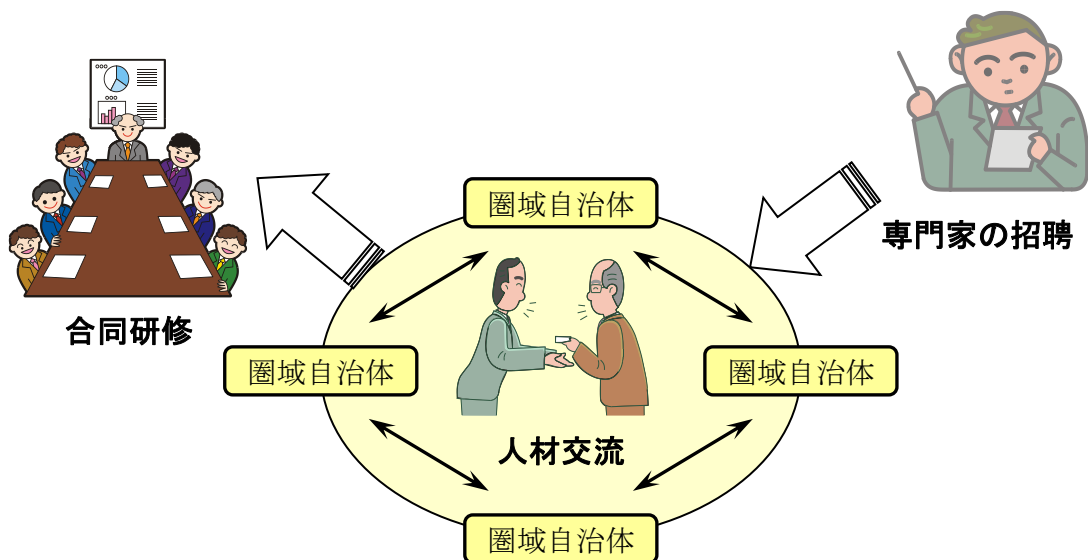 圏域自治体
専門家の招聘
合同研修
圏域自治体
圏域自治体
人材交流
圏域自治体